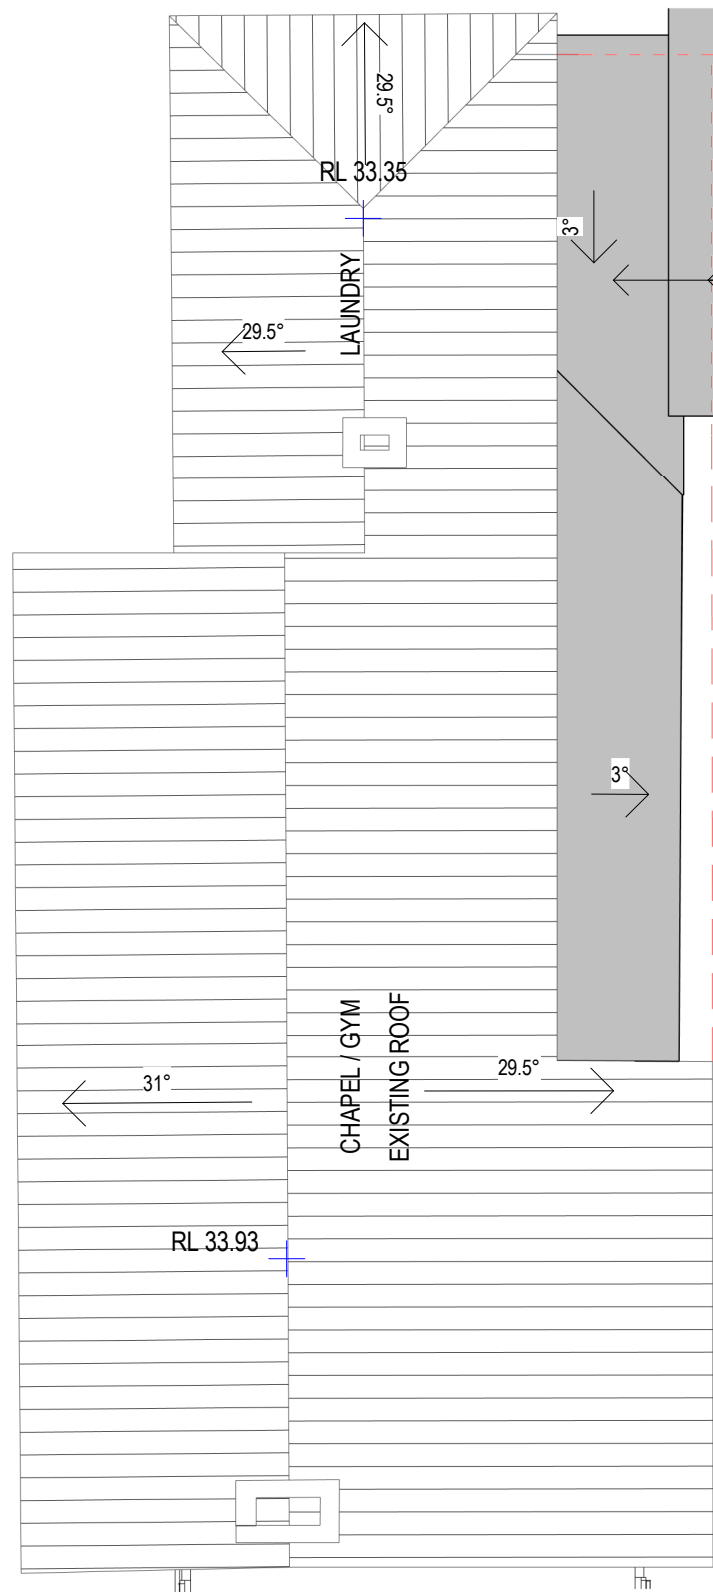 29.5°
RL 33.35
3°
LAUNDRY
29.5°
3°
CHAPEL / GYM
EXISTING ROOF
29.5°
31°
RL 33.93